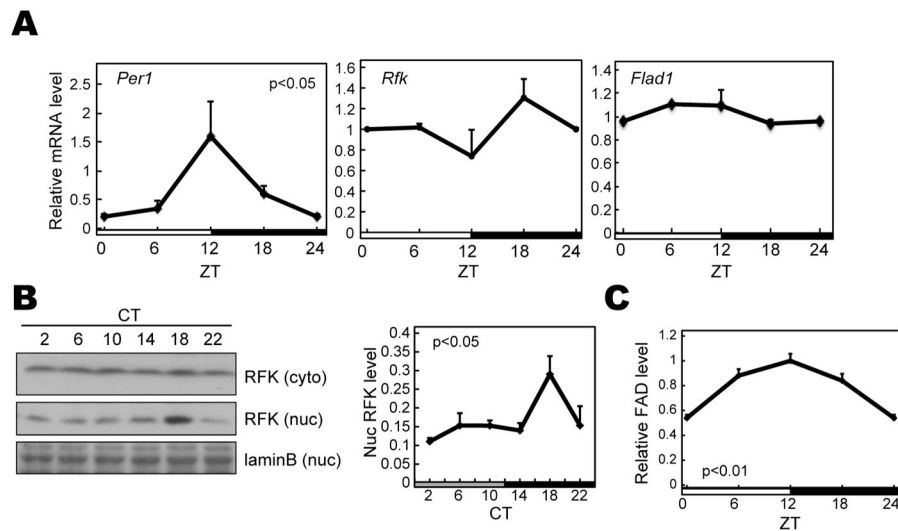 A
Per1
p<0.05
2.5
2
1.5
1
0.5
0
0 6 12 18 24
ZT
Relative mRNA level
Rfk
1.6
1.4
1.2
1
0.8
0.6
0.4
0.2
0
0 6 12 18 24
ZT
Flad1
1.4
1.2
1
0.8
0.6
0.4
0.2
0
0 6 12 18 24
ZT
B
CT
2 6 10 14 18 22
RFK (cyto)
RFK (nuc)
laminB (nuc)
p<0.05
0.4
0.35
0.3
0.25
0.2
0.15
0.1
0.05
0
2 6 10 14 18 22
CT
Nuc RFK level
C
1.2
1
0.8
0.6
0.4
0.2
0
p<0.01
0 6 12 18 24
ZT
Relative FAD level